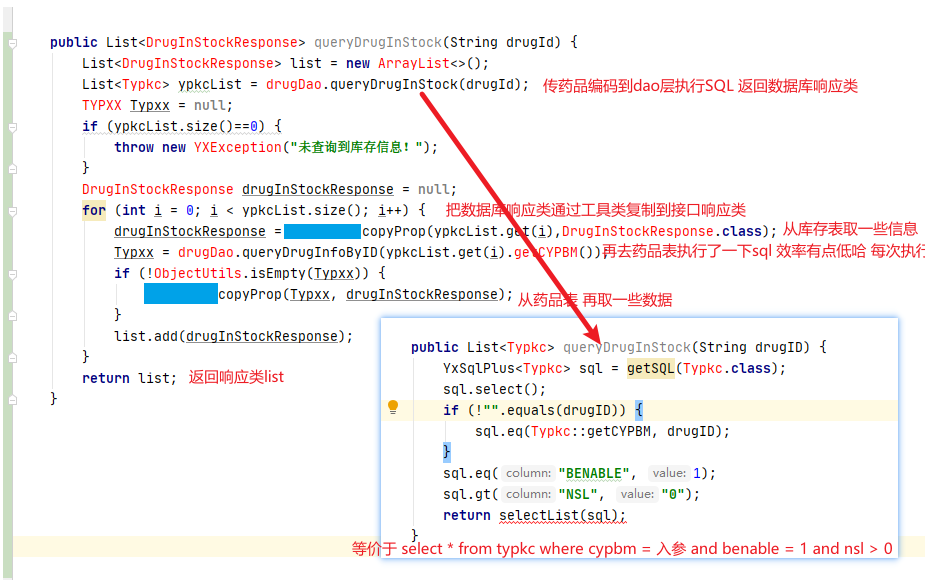 public List<DrugInStockResponse> queryDrugInStock(String drugId) {
List<DrugInStockResponse> list = new ArrayList<>();
List<Typkc> ypkcList = drugDao.queryDrugInStock(drugId); 传药品编码到dao层执行SQL 返回数据库响应类
TYPXX Typxx = null;
if (ypkcList.size()==0) {
throw new YXException("未查询到库存信息! ");
}
DrugInStockResponse drugInStockResponse = null;
for (int i = 0; i < ypkcList.size(); i++) { 把数据库响应类通过工具类复制到接口响应类
drugInStockResponse = copyProp(ypkcList.get(i),DrugInStockResponse.class); 从库存表取一些信息
Typxx = drugDao.queryDrugInfoByID(ypkcList.get(i).getCYPBM()); 再去药品表执行了一下sql 效率有点低哈 每次执行
if (!ObjectUtils.isEmpty(Typxx)) {
copyProp(Typxx, drugInStockResponse); 从药品表 再取一些数据
}
list.add(drugInStockResponse);
}
return list; 返回响应类list
}
public List<Typkc> queryDrugInStock(String drugID) {
YxSqlPlus<Typkc> sql = getSQL(Typkc.class);
sql.select();
if (!"".equals(drugID)) {
sql.eq(Typkc::getCYPBM, drugID);
}
sql.eq( column: "BENABLE", value: 1);
sql.gt( column: "NSL", value: "0");
return selectList(sql);
}
等价于 select * from typkc where cypbm = 入参 and benable = 1 and nsl > 0